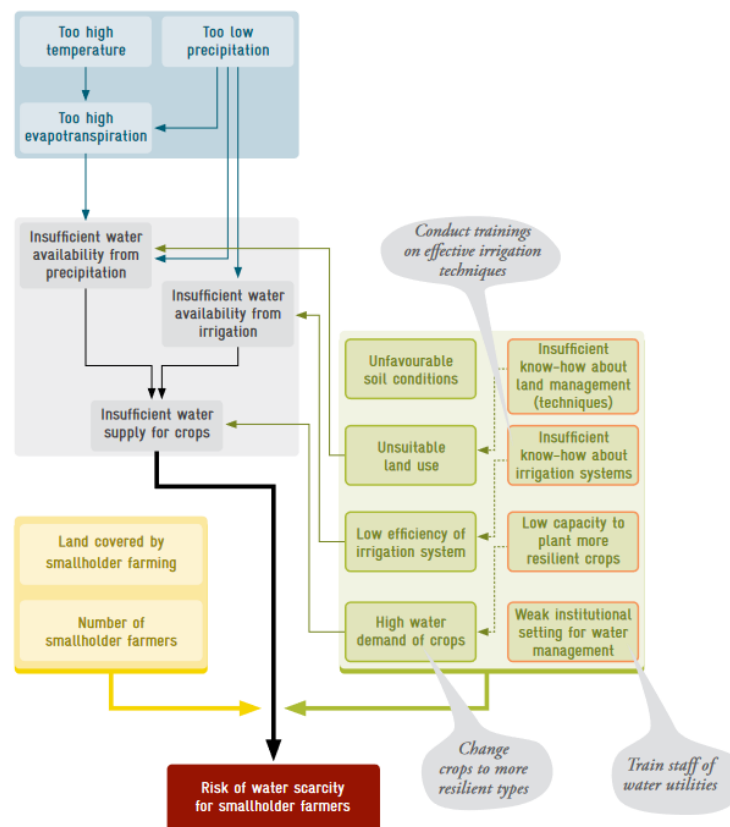 Too high
temperature
Too low
precipitation
Too high
evapotranspiration
Insufficient water
availability from
precipitation
Insufficient water
availability from
irrigation
Insufficient water
supply for crops
Conduct trainings
on effective irrigation
techniques
Unfavourable
soil conditions
Insufficient
know-how about
land management
(techniques)
Unsuitable
land use
Insufficient
know-how about
irrigation systems
Low efficiency of
irrigation system
Low capacity to
plant more
resilient crops
High water
demand of crops
Weak institutional
setting for water
management
Land covered by
smallholder farming
Number of
smallholder farmers
Change
crops to more
resilient types
Train staff of
water utilities
Risk of water scarcity
for smallholder farmers